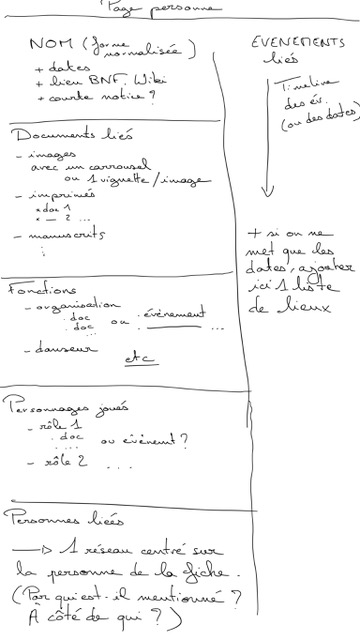 Page personne
NOM (forme
normalisée)
+ dates
+ lien BNF, Wiki
+ courte notice ?
Documents liés
- images
avec un carrousel
ou 1 vignette/image
- imprimés
* doc 1
* — 2 ...
- manuscrits
⋮
Fonctions
- organisation
. doc ou . événement
. doc
... ...
- danseur
etc
Personnages joués
- rôle 1
. doc ou événemt ?
....
- rôle 2 ...
Personnes liées
→ 1 réseau centré sur
la personne de la fiche.
(Par qui est-il mentionné ?
À côté de qui ?)
EVENEMENTS
liés
Timeline
des év.
(ou des dates)
+ si on ne
met que les
dates, ajouter
ici 1 liste
de lieux